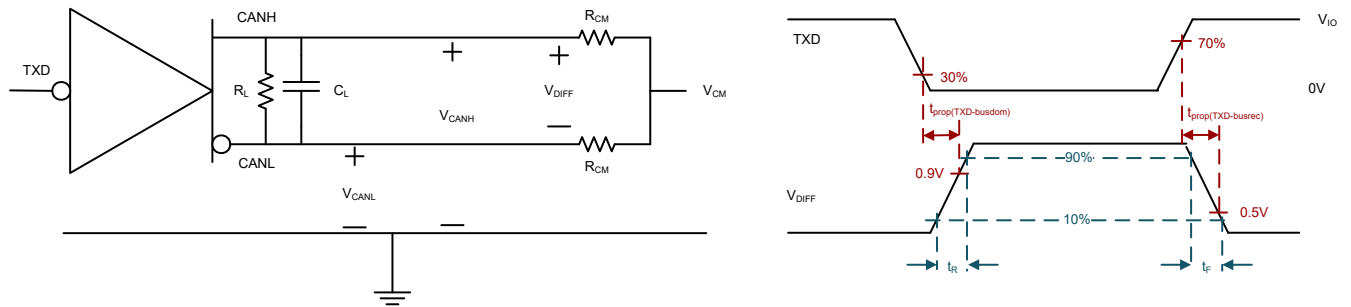 CANH
R_CM
TXD
R_L
C_L
V_DIFF
V_CM
V_CANH
CANL
R_CM
V_CANL
TXD
V_IO
70%
30%
0V
t_prop(TXD-busdom)
t_prop(TXD-busrec)
90%
0.9V
V_DIFF
0.5V
10%
t_R
t_F